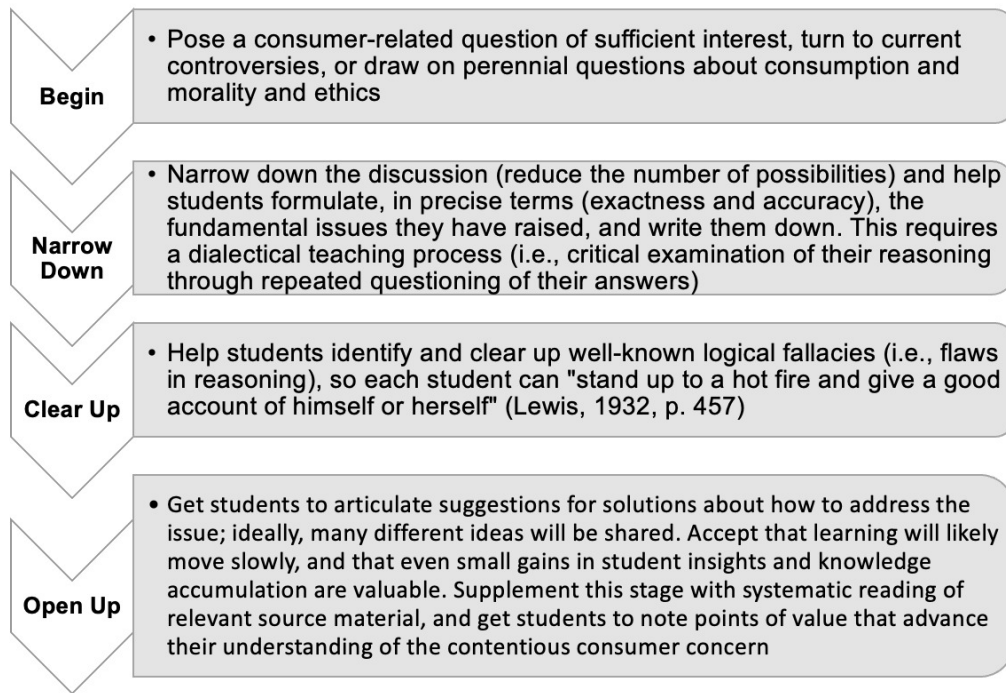 Begin
• Pose a consumer-related question of sufficient interest, turn to current
controversies, or draw on perennial questions about consumption and
morality and ethics
Narrow
Down
• Narrow down the discussion (reduce the number of possibilities) and help
students formulate, in precise terms (exactness and accuracy), the
fundamental issues they have raised, and write them down. This requires
a dialectical teaching process (i.e., critical examination of their reasoning
through repeated questioning of their answers)
Clear Up
• Help students identify and clear up well-known logical fallacies (i.e., flaws
in reasoning), so each student can "stand up to a hot fire and give a good
account of himself or herself" (Lewis, 1932, p. 457)
Open Up
• Get students to articulate suggestions for solutions about how to address the
issue; ideally, many different ideas will be shared. Accept that learning will likely
move slowly, and that even small gains in student insights and knowledge
accumulation are valuable. Supplement this stage with systematic reading of
relevant source material, and get students to note points of value that advance
their understanding of the contentious consumer concern